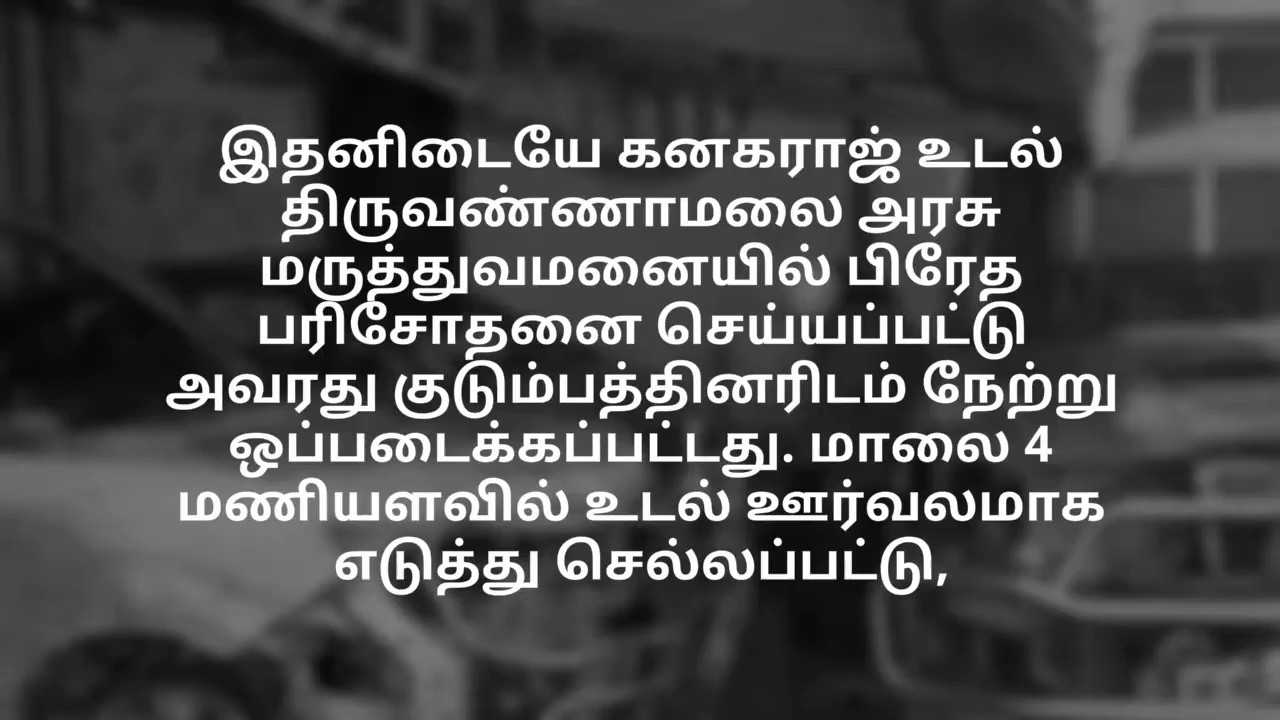 இதனிடையே கனகராஜ் உடல்
திருவண்ணாமலை அரசு
மருத்துவமனையில் பிரேத
பரிசோதனை செய்யப்பட்டு
அவரது குடும்பத்தினரிடம் நேற்று
ஒப்படைக்கப்பட்டது. மாலை 4
மணியளவில் உடல் ஊர்வலமாக
எடுத்து செல்லப்பட்டு,